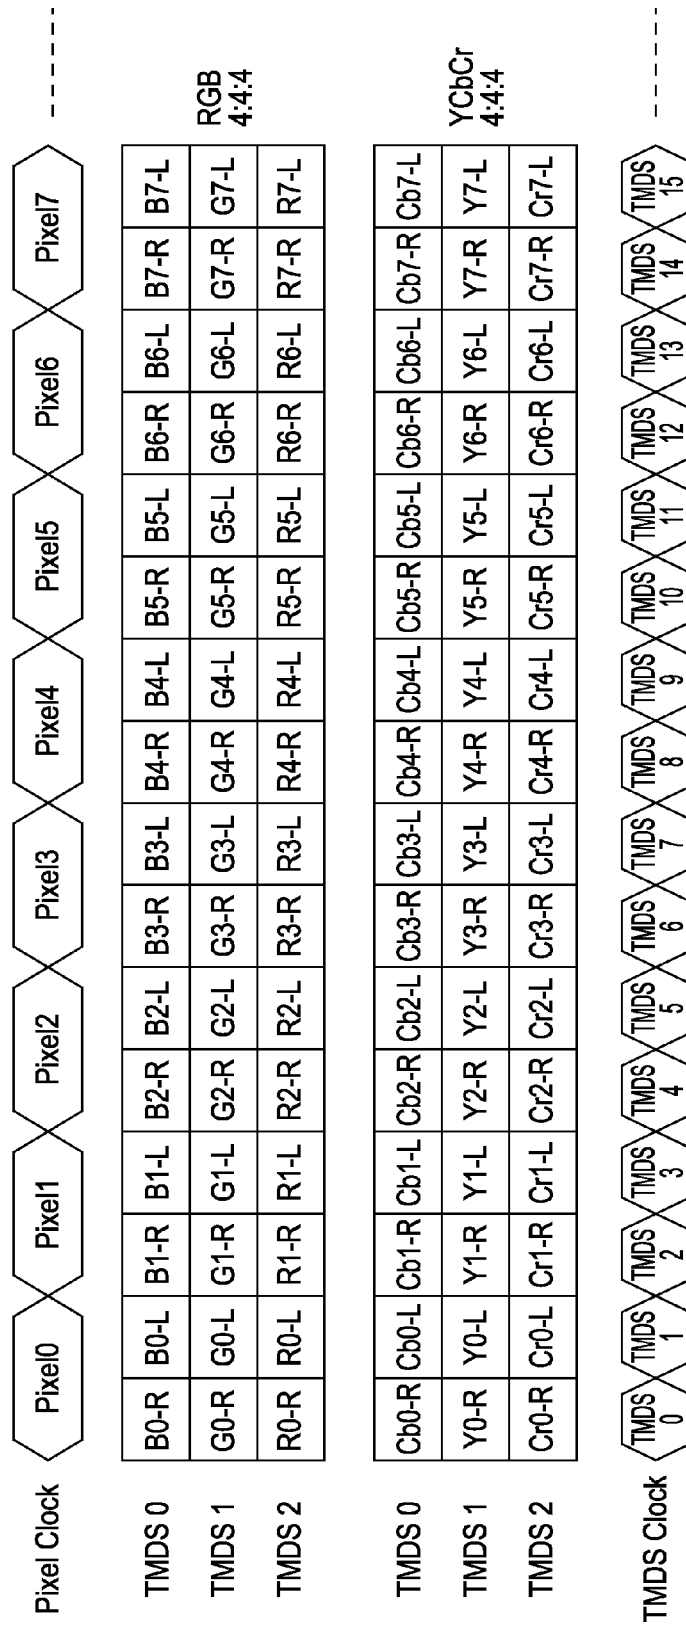 Pixel Clock Pixel0 Pixel1 Pixel2 Pixel3 Pixel4 Pixel5 Pixel6 Pixel7
TMDS 0 B0-R B0-L B1-R B1-L B2-R B2-L B3-R B3-L B4-R B4-L B5-R B5-L B6-R B6-L B7-R B7-L
TMDS 1 G0-R G0-L G1-R G1-L G2-R G2-L G3-R G3-L G4-R G4-L G5-R G5-L G6-R G6-L G7-R G7-L
TMDS 2 R0-R R0-L R1-R R1-L R2-R R2-L R3-R R3-L R4-R R4-L R5-R R5-L R6-R R6-L R7-R R7-L
RGB
4:4:4
TMDS 0 Cb0-R Cb0-L Cb1-R Cb1-L Cb2-R Cb2-L Cb3-R Cb3-L Cb4-R Cb4-L Cb5-R Cb5-L Cb6-R Cb6-L Cb7-R Cb7-L
TMDS 1 Y0-R Y0-L Y1-R Y1-L Y2-R Y2-L Y3-R Y3-L Y4-R Y4-L Y5-R Y5-L Y6-R Y6-L Y7-R Y7-L
TMDS 2 Cr0-R Cr0-L Cr1-R Cr1-L Cr2-R Cr2-L Cr3-R Cr3-L Cr4-R Cr4-L Cr5-R Cr5-L Cr6-R Cr6-L Cr7-R Cr7-L
YCbCr
4:4:4
TMDS Clock TMDS TMDS TMDS TMDS TMDS TMDS TMDS TMDS TMDS TMDS TMDS TMDS TMDS TMDS TMDS TMDS
0 1 2 3 4 5 6 7 8 9 10 11 12 13 14 15